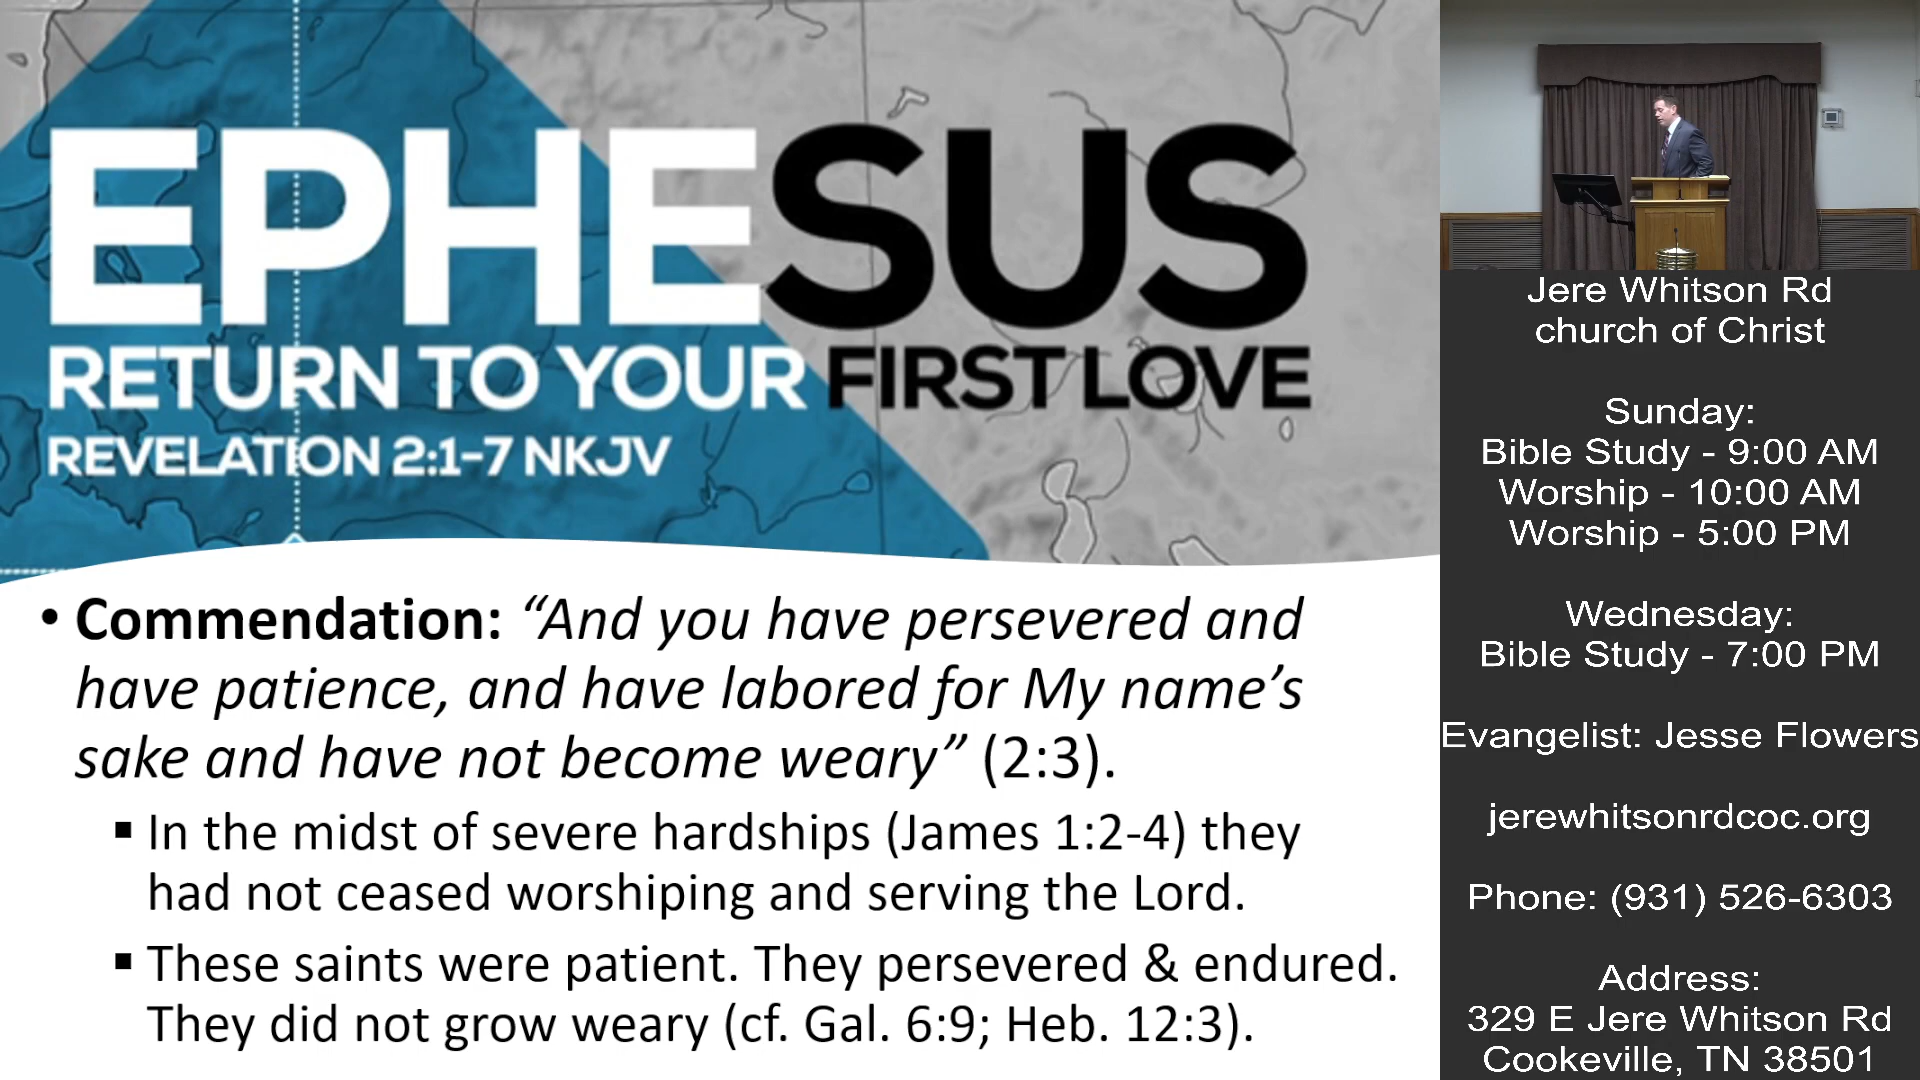 EPHESUS
RETURN TO YOUR FIRST LOVE
REVELATION 2:1-7 NKJV
• Commendation: “And you have persevered and
have patience, and have labored for My name’s
sake and have not become weary” (2:3).
▪ In the midst of severe hardships (James 1:2-4) they
had not ceased worshiping and serving the Lord.
▪ These saints were patient. They persevered & endured.
They did not grow weary (cf. Gal. 6:9; Heb. 12:3).
Jere Whitson Rd
church of Christ
Sunday:
Bible Study - 9:00 AM
Worship - 10:00 AM
Worship - 5:00 PM
Wednesday:
Bible Study - 7:00 PM
Evangelist: Jesse Flowers
jerewhitsonrdcoc.org
Phone: (931) 526-6303
Address:
329 E Jere Whitson Rd
Cookeville, TN 38501